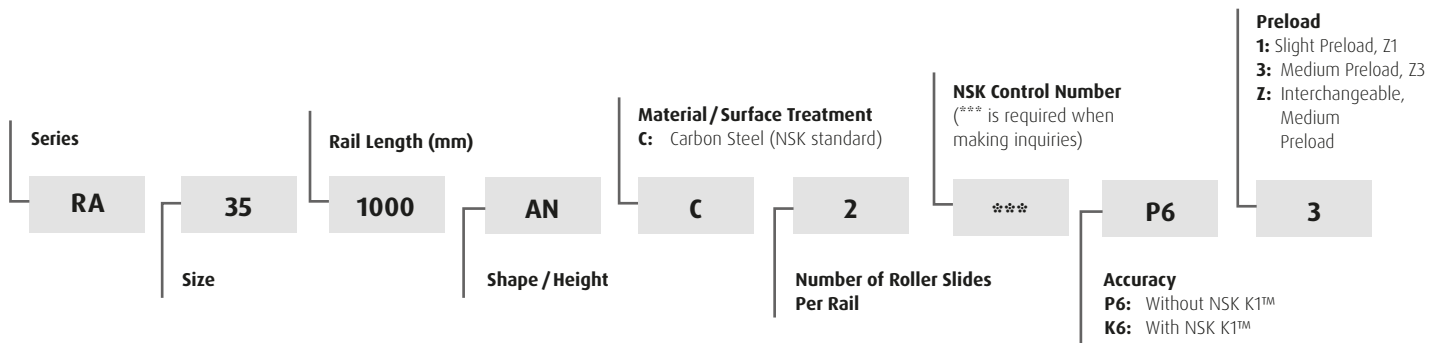 Preload
1: Slight Preload, Z1
3: Medium Preload, Z3
Z: Interchangeable,
Medium
Preload
NSK Control Number
(*** is required when
making inquiries)
Material / Surface Treatment
C: Carbon Steel (NSK standard)
Series
Rail Length (mm)
RA 35 1000 AN C 2 *** P6 3
Size
Shape / Height
Number of Roller Slides
Per Rail
Accuracy
P6: Without NSK K1™
K6: With NSK K1™